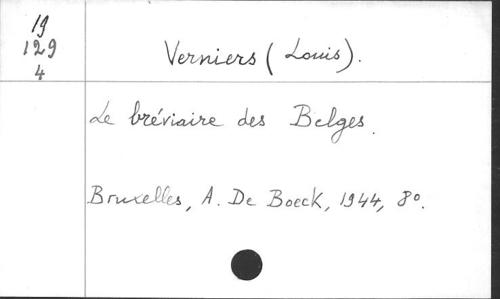 19
129
4
Verniers (Louis).
Le bréviaire des Belges.
Bruxelles, A. De Boeck, 1944, 8°.